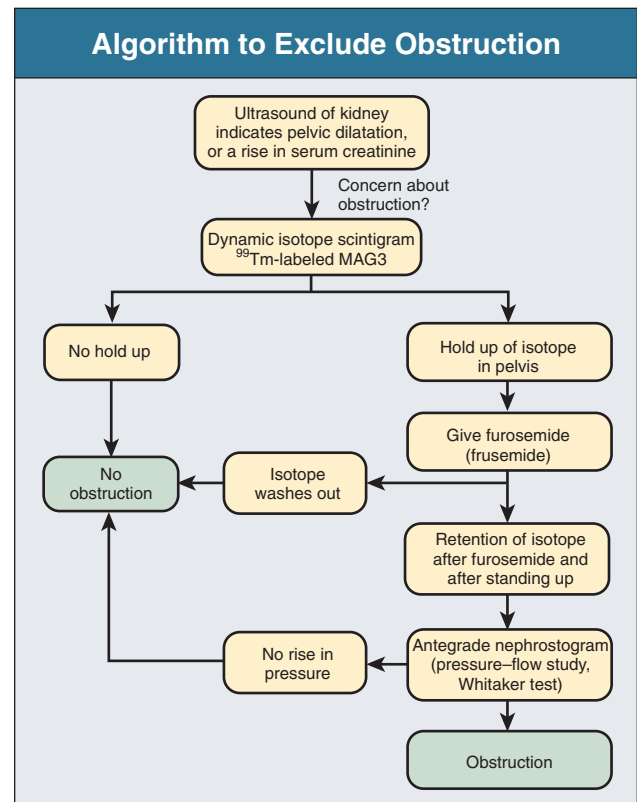 Algorithm to Exclude Obstruction
Ultrasound of kidney
indicates pelvic dilatation,
or a rise in serum creatinine
Concern about
obstruction?
Dynamic isotope scintigram
⁹⁹Tm-labeled MAG3
No hold up
Hold up of isotope
in pelvis
Give furosemide
(frusemide)
No
obstruction
Isotope
washes out
Retention of isotope
after furosemide and
after standing up
No rise in
pressure
Antegrade nephrostogram
(pressure–flow study,
Whitaker test)
Obstruction